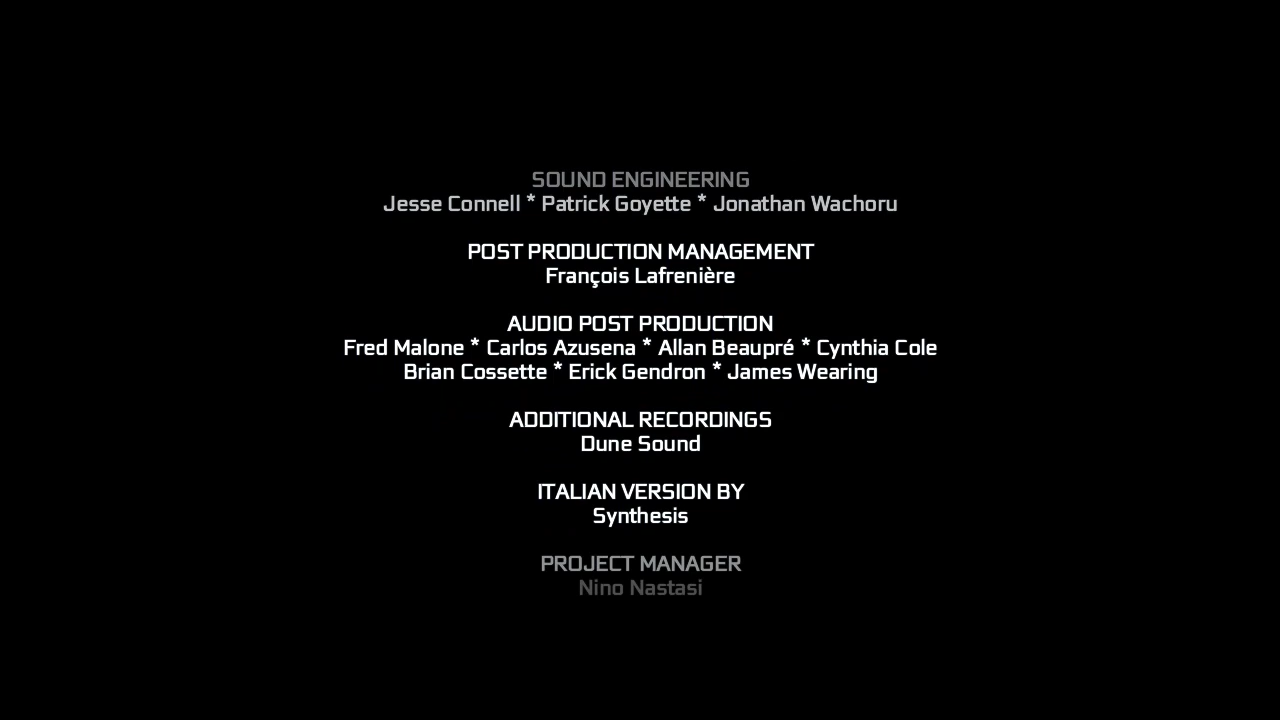 SOUND ENGINEERING
Jesse Connell * Patrick Goyette * Jonathan Wachoru
POST PRODUCTION MANAGEMENT
François Lafrenière
AUDIO POST PRODUCTION
Fred Malone * Carlos Azusena * Allan Beaupré * Cynthia Cole
Brian Cossette * Erick Gendron * James Wearing
ADDITIONAL RECORDINGS
Dune Sound
ITALIAN VERSION BY
Synthesis
PROJECT MANAGER
Nino Nastasi